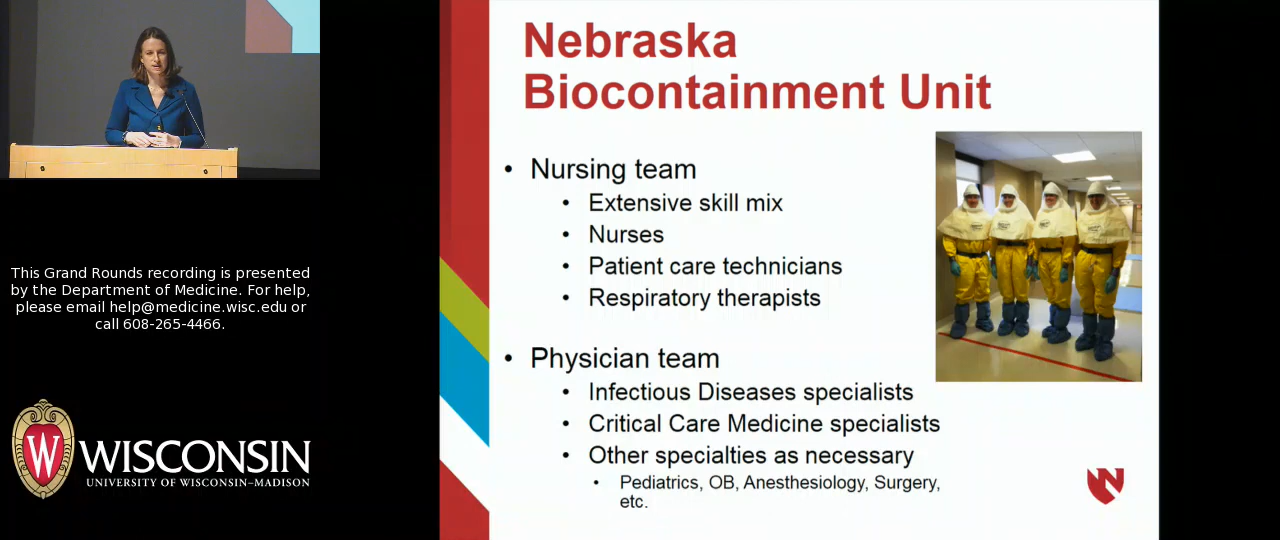 Nebraska
Biocontainment Unit
• Nursing team
• Extensive skill mix
• Nurses
• Patient care technicians
• Respiratory therapists
• Physician team
• Infectious Diseases specialists
• Critical Care Medicine specialists
• Other specialties as necessary
• Pediatrics, OB, Anesthesiology, Surgery,
etc.
This Grand Rounds recording is presented
by the Department of Medicine. For help,
please email help@medicine.wisc.edu or
call 608-265-4466.
W
WISCONSIN
UNIVERSITY OF WISCONSIN–MADISON
N